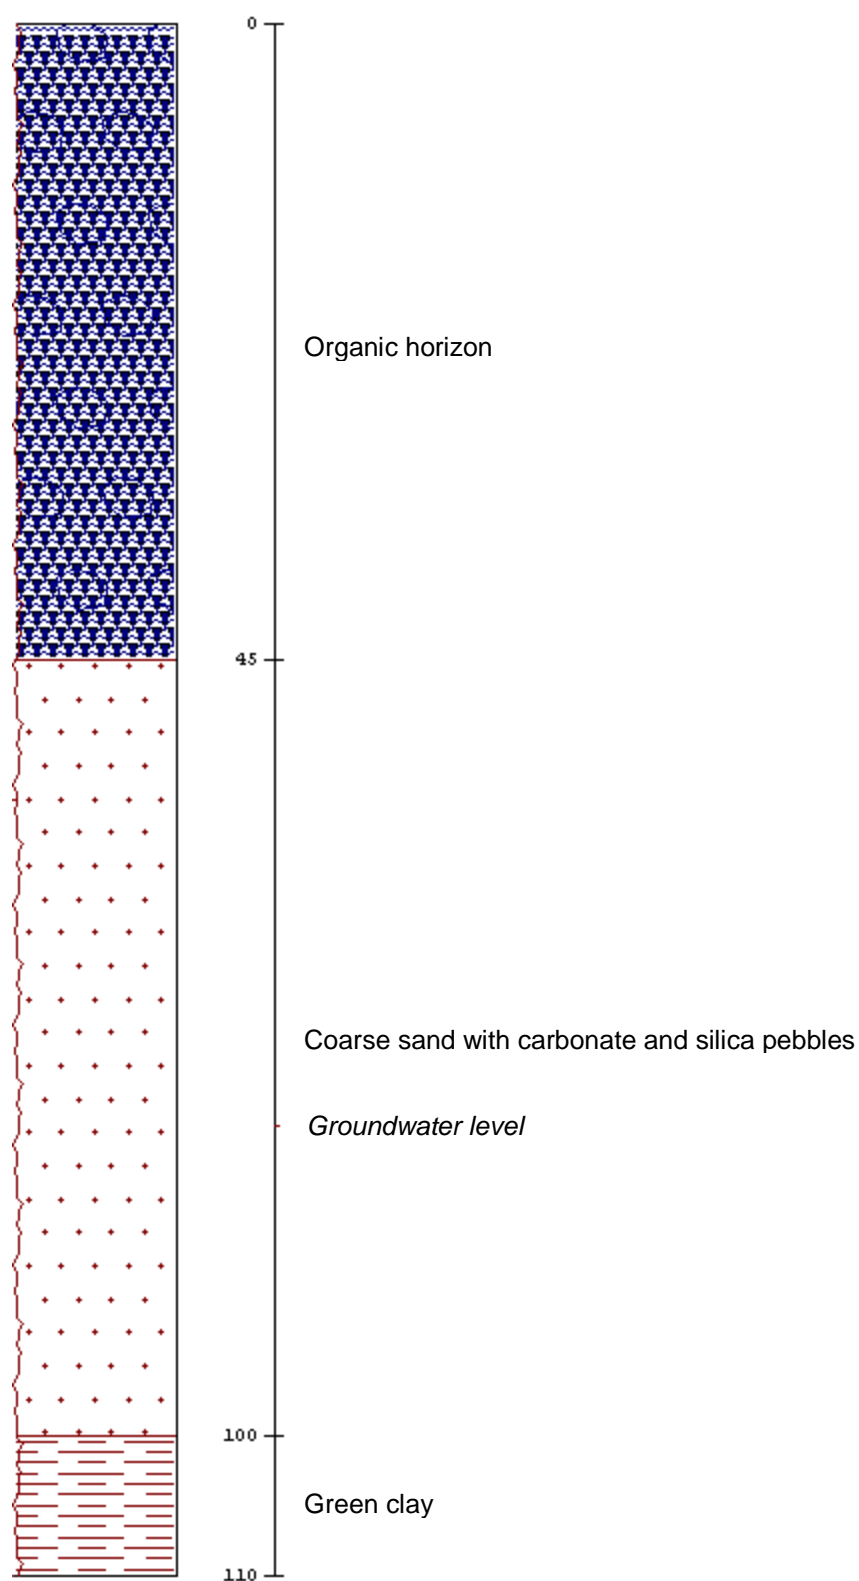 0
Organic horizon
45
Coarse sand with carbonate and silica pebbles
Groundwater level
100
Green clay
110